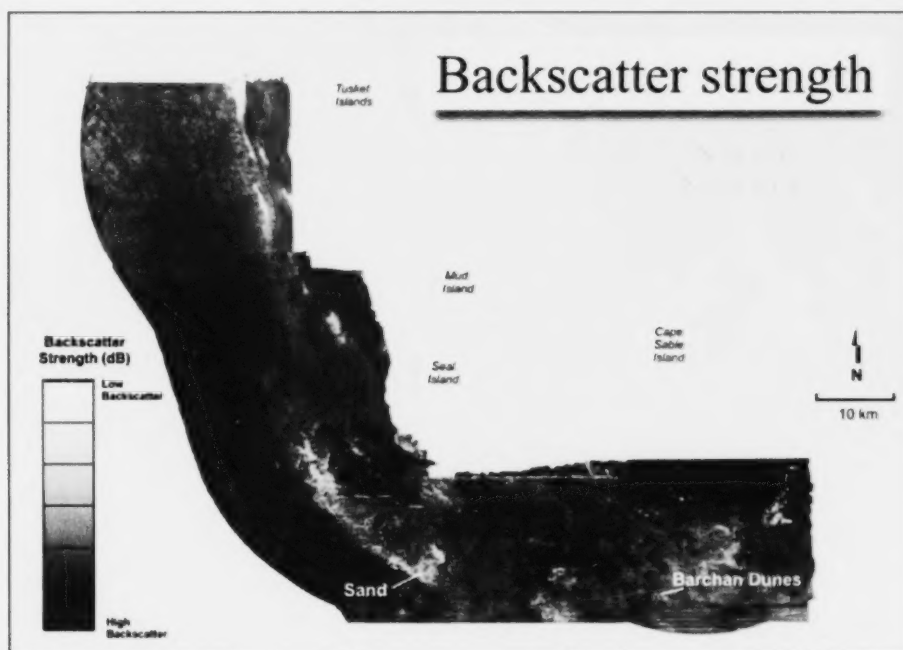 Backscatter strength
Tusket
Islands
Mud
Island
Seal
Island
Cape
Sable
Island
N
10 km
Backscatter
Strength (dB)
Low
Backscatter
High
Backscatter
Sand
Barchan Dunes